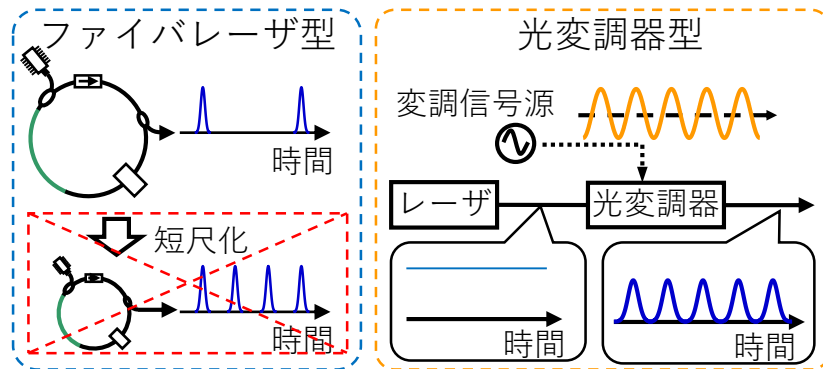 ファイバレーザ型
時間
短尺化
時間
光変調器型
変調信号源
レーザ
光変調器
時間
時間